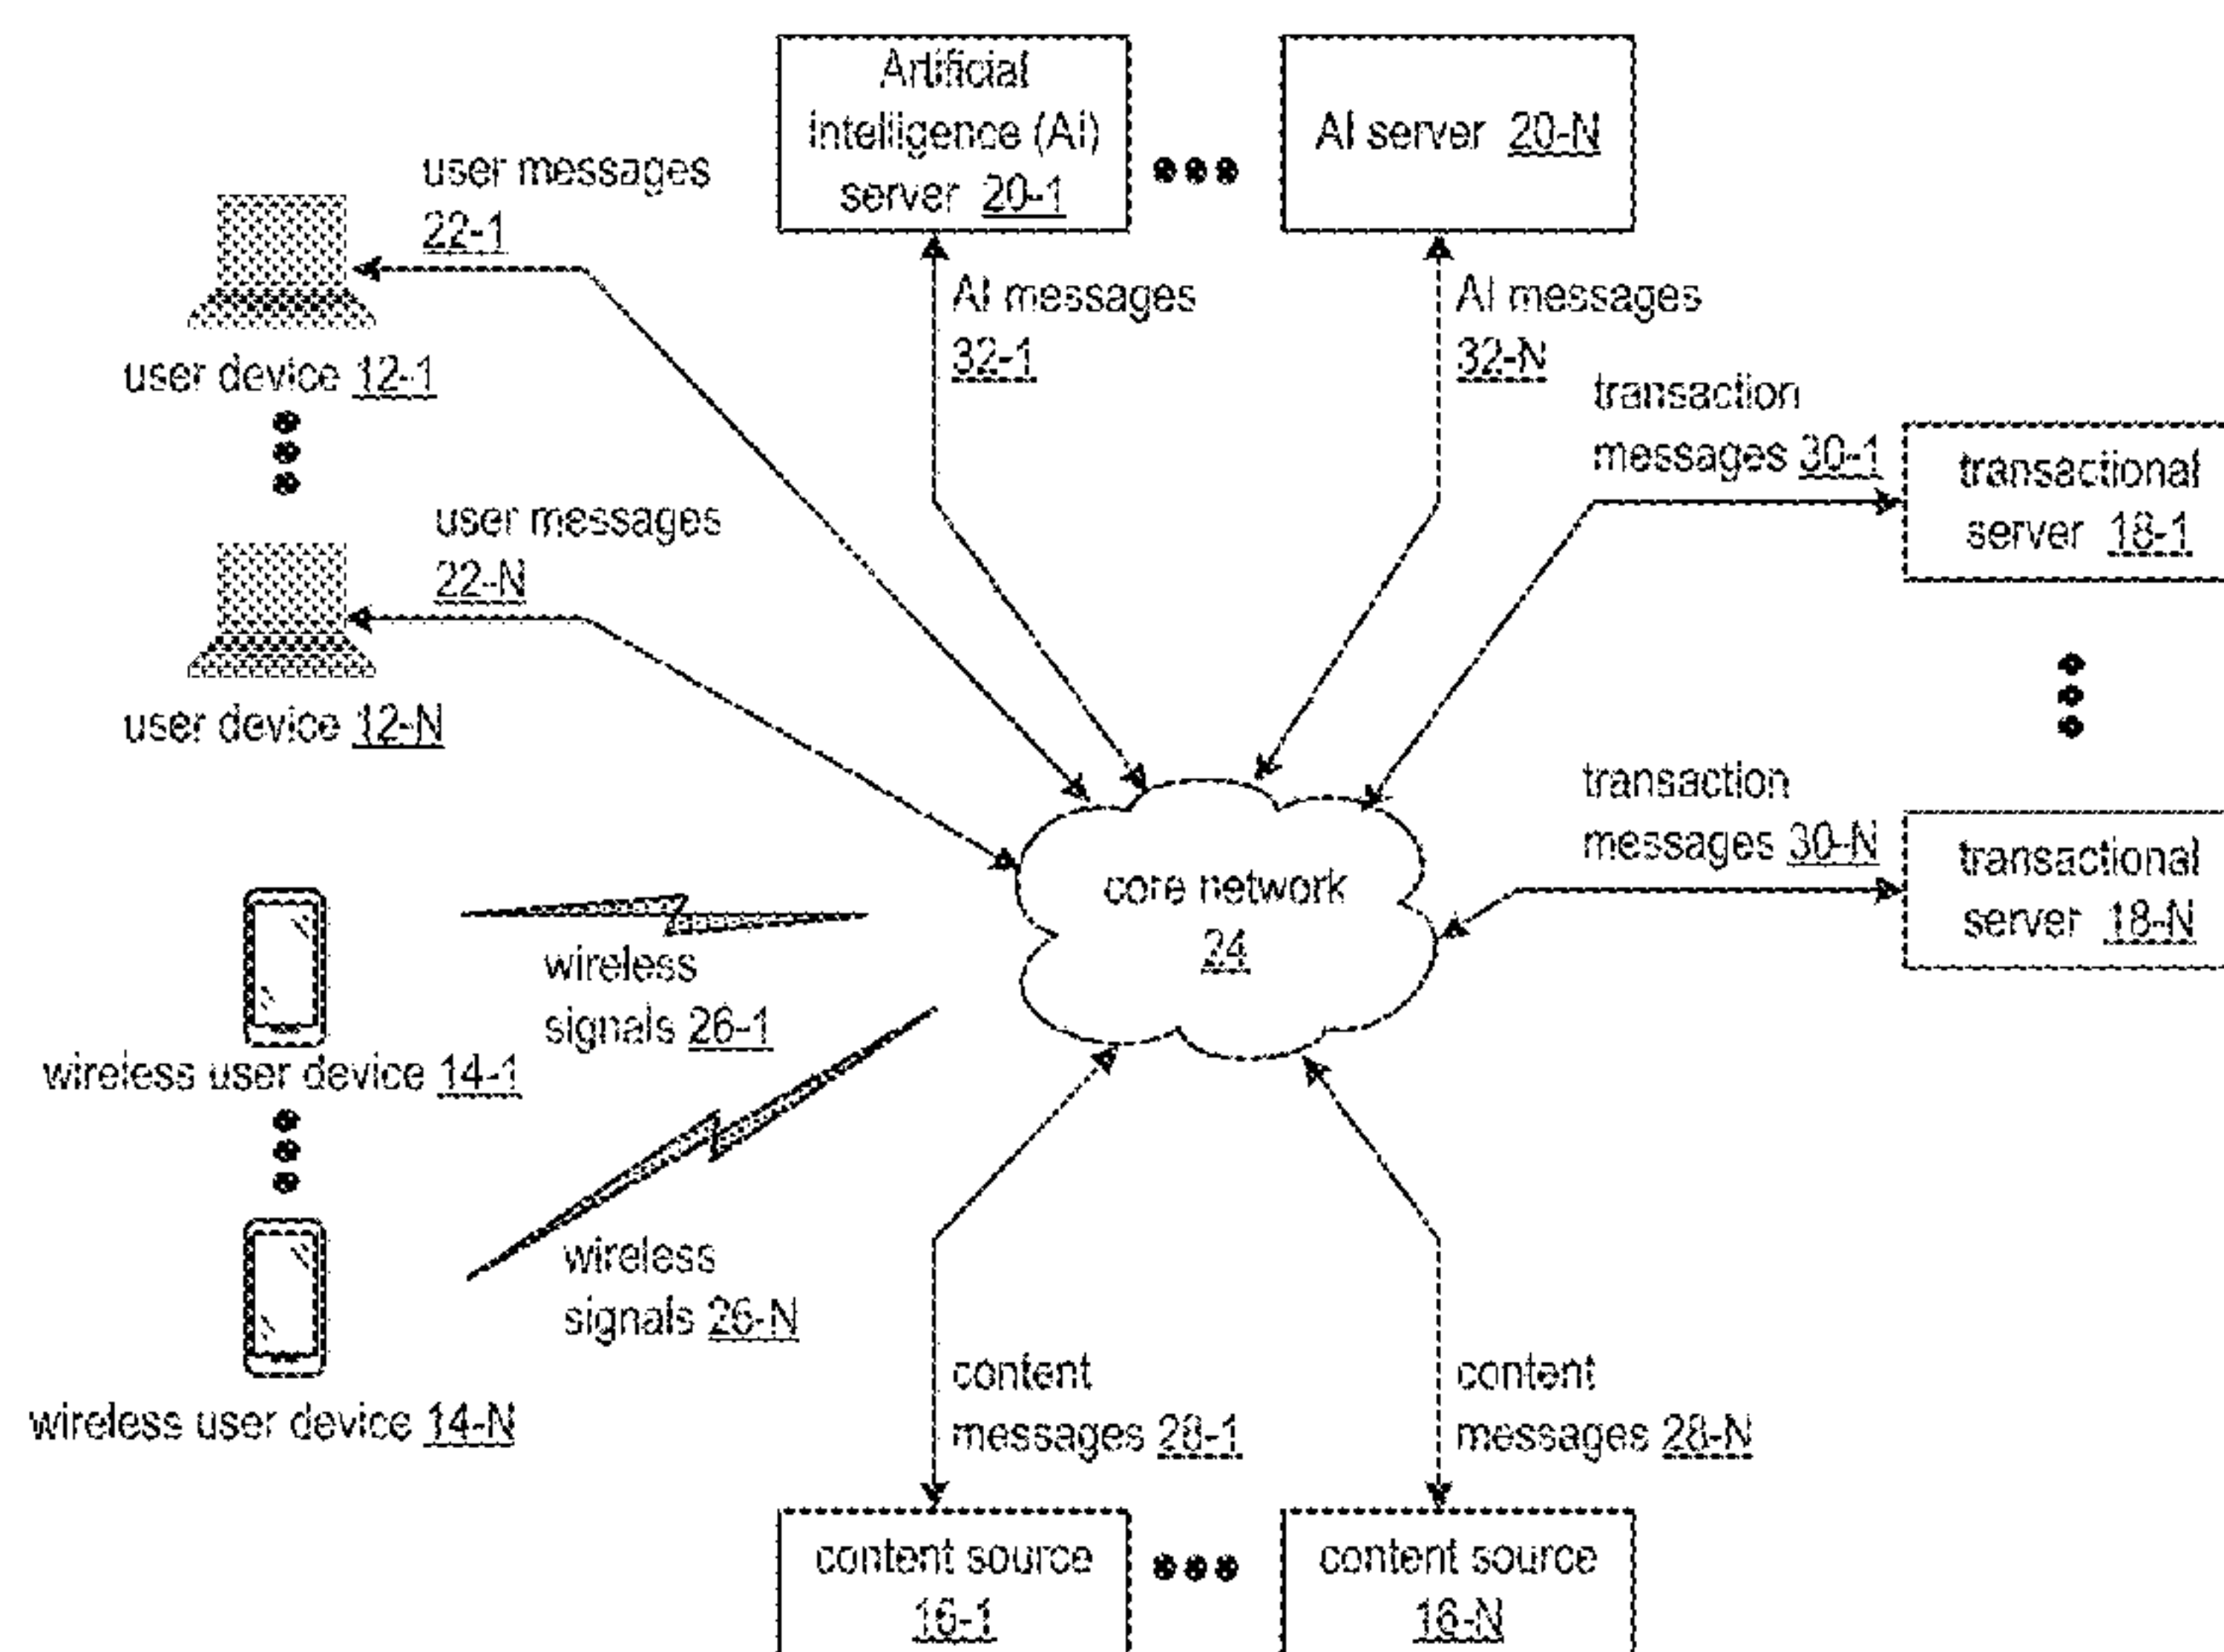 Artificial
intelligence (AI)
server 20-1
AI server 20-N
user messages
22-1
AI messages
32-1
AI messages
32-N
user device 12-1
transaction
messages 30-1
transactional
server 18-1
user messages
22-N
user device 12-N
transaction
messages 30-N
transactional
server 18-N
core network
24
wireless
signals 26-1
wireless user device 14-1
wireless
signals 26-N
wireless user device 14-N
content
messages 28-1
content
messages 28-N
content source
16-1
content source
16-N